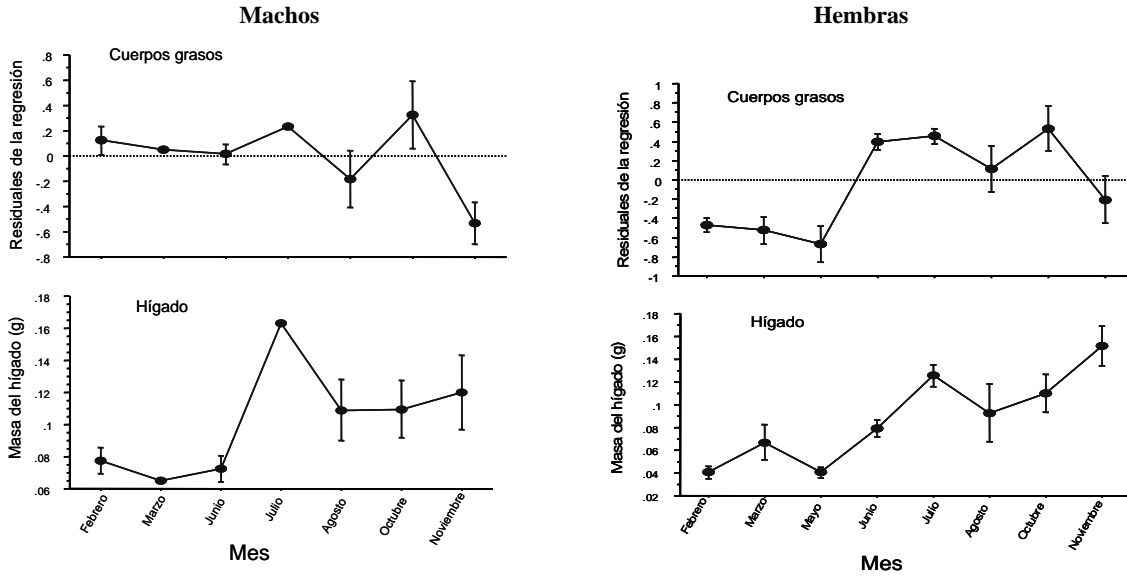 Machos
Cuerpos grasos
Residuales de la regresión
.8
.6
.4
.2
0
-.2
-.4
-.6
-.8
Hígado
Masa del hígado (g)
.18
.16
.14
.12
.1
.08
.06
Febrero
Marzo
Junio
Julio
Agosto
Octubre
Noviembre
Mes
Hembras
Cuerpos grasos
Residuales de la regresión
1
.8
.6
.4
.2
0
-.2
-.4
-.6
-.8
-1
Hígado
Masa del hígado (g)
.18
.16
.14
.12
.1
.08
.06
.04
.02
Febrero
Marzo
Mayo
Junio
Julio
Agosto
Octubre
Noviembre
Mes